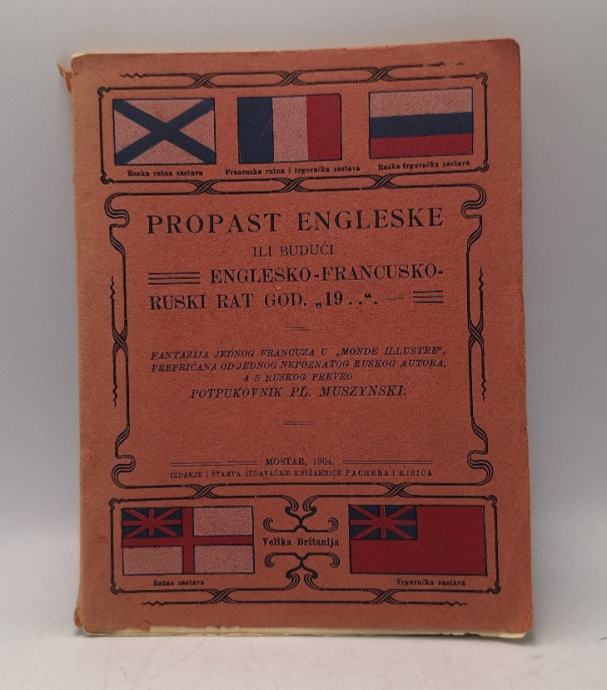 Ruska ratna zastava
Francuska ratna i trgovačka zastava
Ruska trgovačka zastava
PROPAST ENGLESKE
ILI BUDUĆI
ENGLESKO-FRANCUSKO-
RUSKI RAT GOD. „19 . .“. —
FANTAZIJA JEDNOG FRANCUZA U „MONDE ILLUSTRE“,
PREPRIČANA OD JEDNOG NEPOZNATOG RUSKOG AUTORA,
A S RUSKOG PREVEO
POTPUKOVNIK PL. MUSZYNSKI.
MOSTAR, 1904.
IZDANJE I ŠTAMPA IZDAVAČKE KNIŽARNICE PACHERA I KISIĆA
Velika Britanija
Ratna zastava
Trgovačka zastava